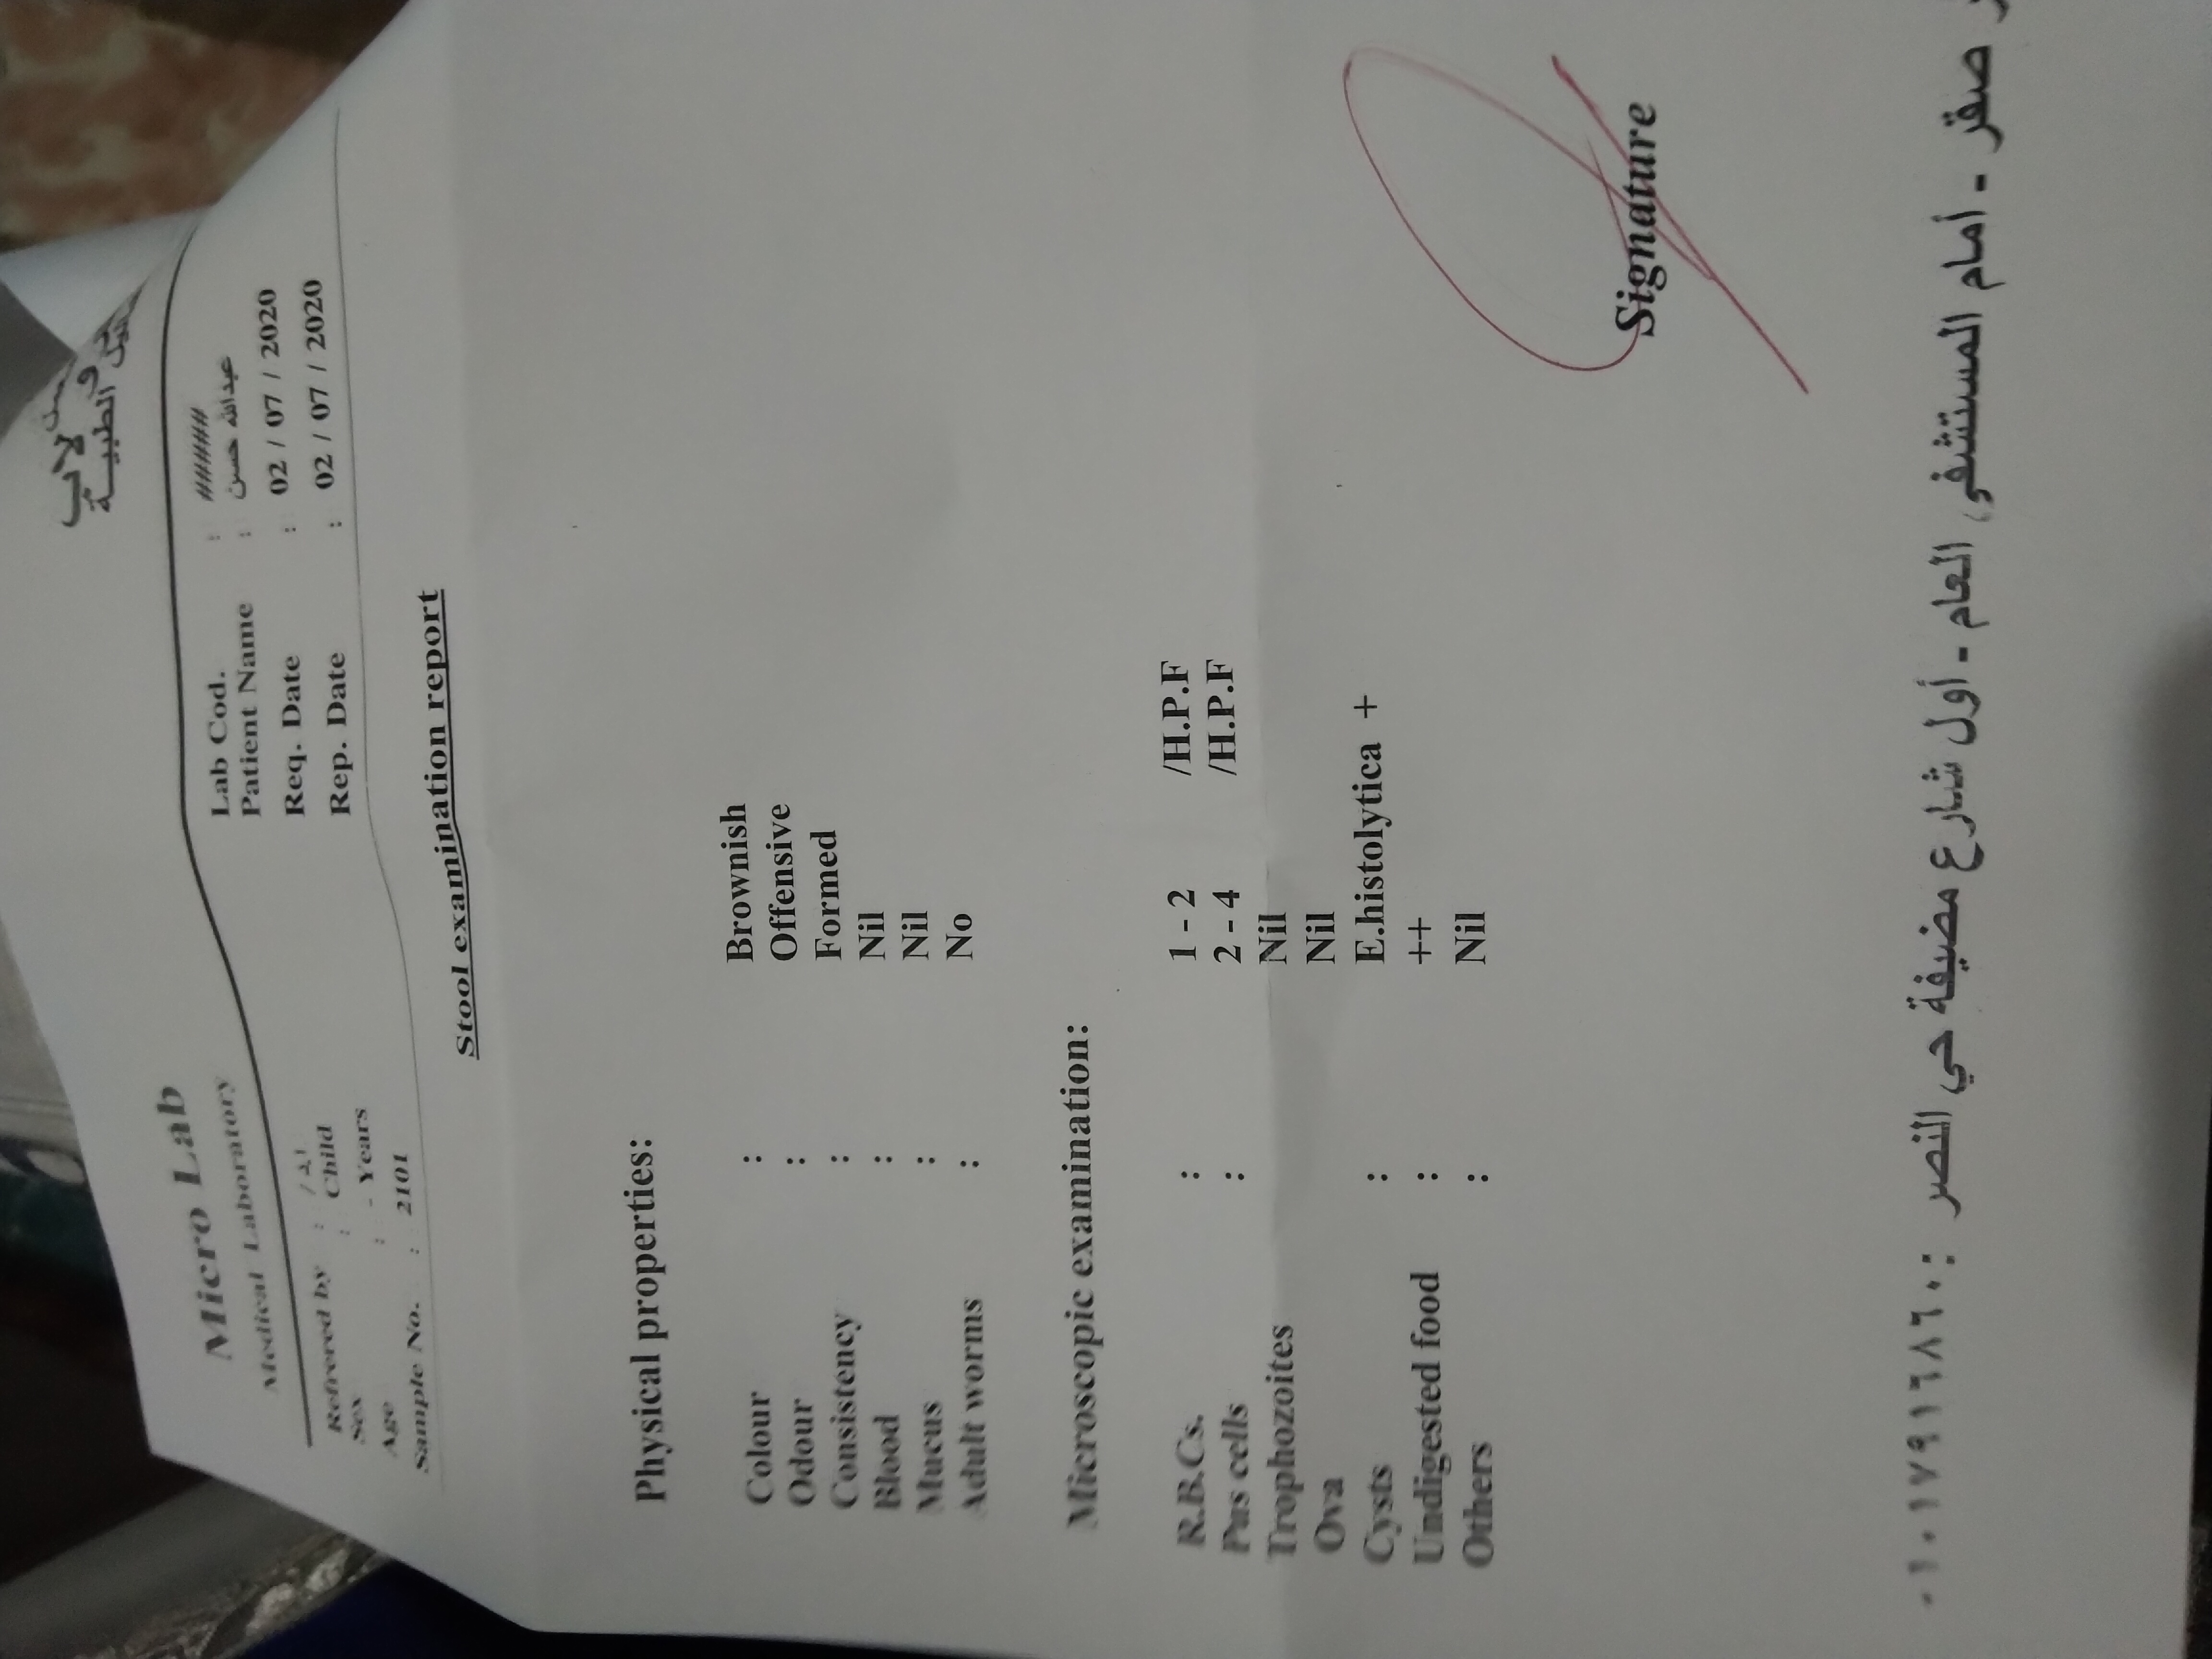 Micro Lab
Medical Laboratory
لاب
الطبية
Refrered by : /.د.ا
Sex : Child
Age : - Years
Sample No. : 2101
Lab Cod. : #####
Patient Name : عبدالله حسن
Req. Date : 02 / 07 / 2020
Rep. Date : 02 / 07 / 2020
Stool examination report
Physical properties:
Colour : Brownish
Odour : Offensive
Consistency : Formed
Blood : Nil
Mucus : Nil
Adult worms : No
Microscopic examination:
R.B.Cs. : 1 - 2 /H.P.F
Pus cells : 2 - 4 /H.P.F
Trophozoites Nil
Ova Nil
Cysts : E.histolytica +
Undigested food : ++
Others : Nil
Signature
صقر - أمام المستشفى العام - أول شارع مضيفة حي النصر : ٠١٠١٧٩١٦٨٦٠